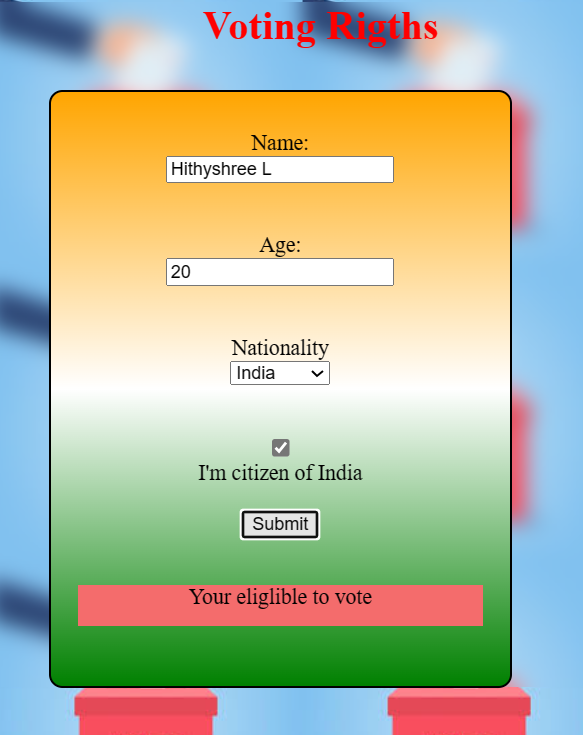 Voting Rigths
Name:
Hithyshree L
Age:
20
Nationality
India
I'm citizen of India
Submit
Your eliglible to vote